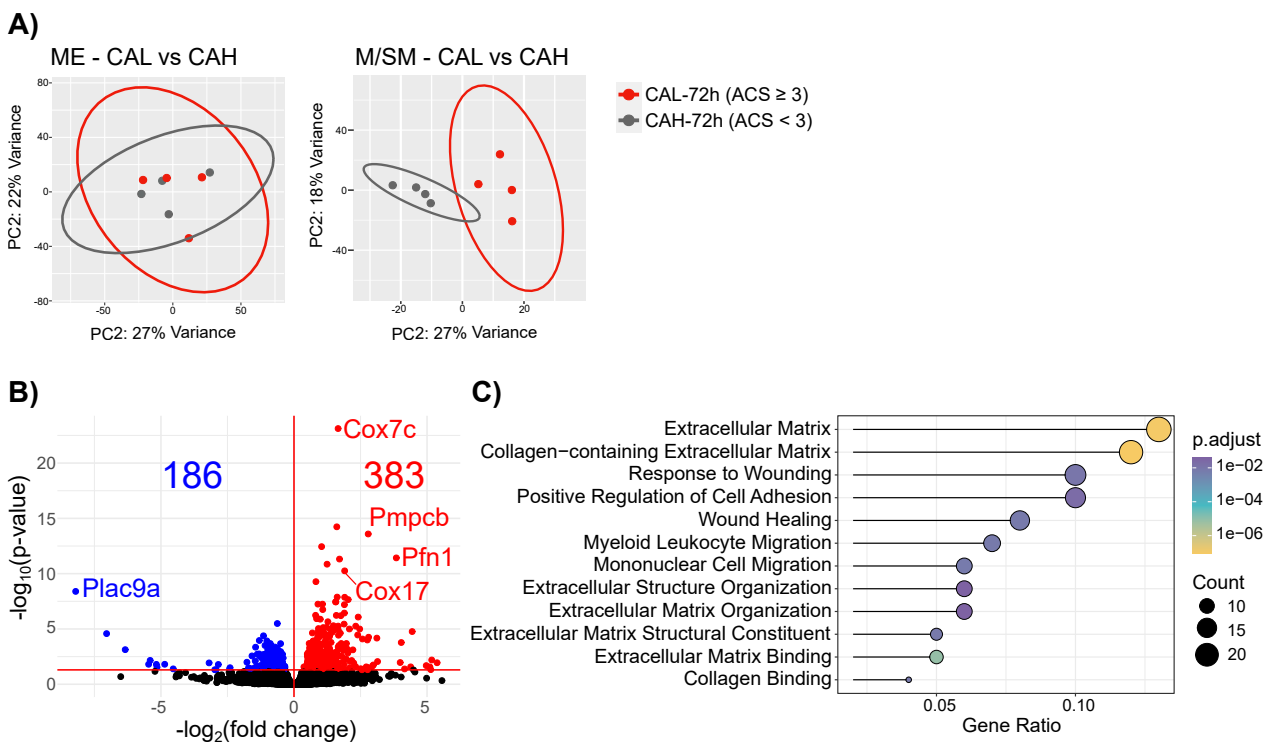 A)
ME - CAL vs CAH
M/SM - CAL vs CAH
80
40
0
-40
-80
-50
0
50
PC2: 22% Variance
PC2: 27% Variance
40
0
-40
-20
0
20
PC2: 18% Variance
PC2: 27% Variance
CAL-72h (ACS ≥ 3)
CAH-72h (ACS < 3)
B)
186
383
Cox7c
Pmpcb
Pfn1
Cox17
Plac9a
20
15
10
5
0
-5
0
5
-log10(p-value)
-log2(fold change)
C)
Extracellular Matrix
Collagen−containing Extracellular Matrix
Response to Wounding
Positive Regulation of Cell Adhesion
Wound Healing
Myeloid Leukocyte Migration
Mononuclear Cell Migration
Extracellular Structure Organization
Extracellular Matrix Organization
Extracellular Matrix Structural Constituent
Extracellular Matrix Binding
Collagen Binding
0.05
0.10
Gene Ratio
p.adjust
1e−02
1e−04
1e−06
Count
10
15
20